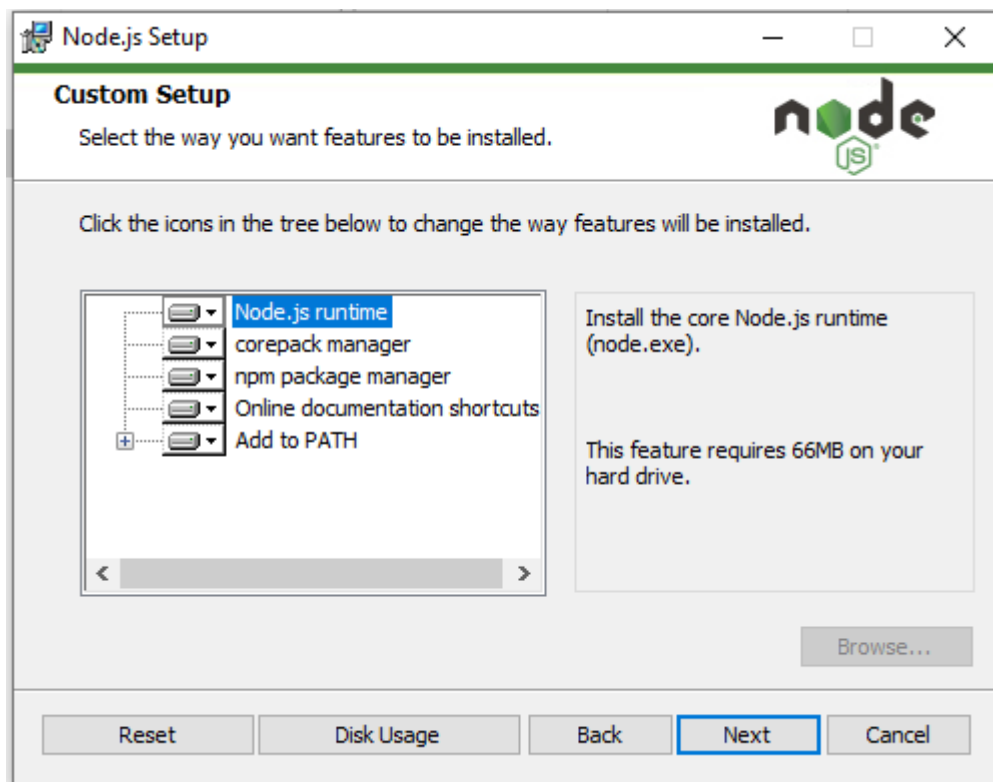 Node.js Setup
Custom Setup
Select the way you want features to be installed.
node
JS
Click the icons in the tree below to change the way features will be installed.
Node.js runtime
corepack manager
npm package manager
Online documentation shortcuts
Add to PATH
Install the core Node.js runtime
(node.exe).
This feature requires 66MB on your
hard drive.
Browse...
Reset
Disk Usage
Back
Next
Cancel